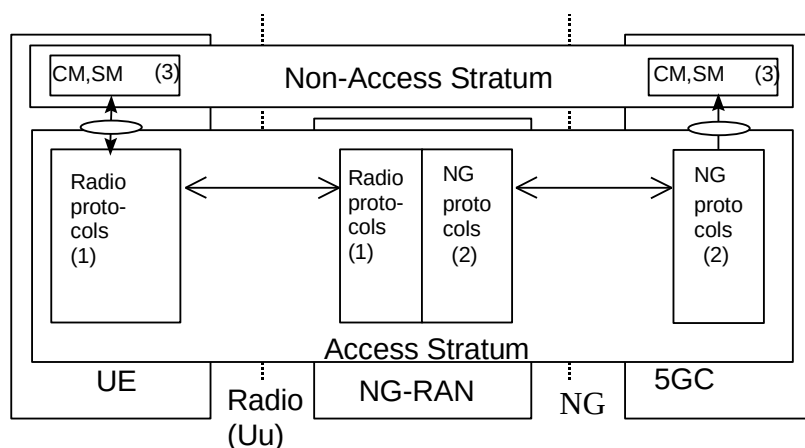 CM,SM (3)
Non-Access Stratum
CM,SM (3)
Radio
proto-
cols
(1)
Radio
proto-
cols
(1)
NG
proto
cols
(2)
NG
proto
cols
(2)
Access Stratum
UE
Radio
(Uu)
NG-RAN
NG
5GC